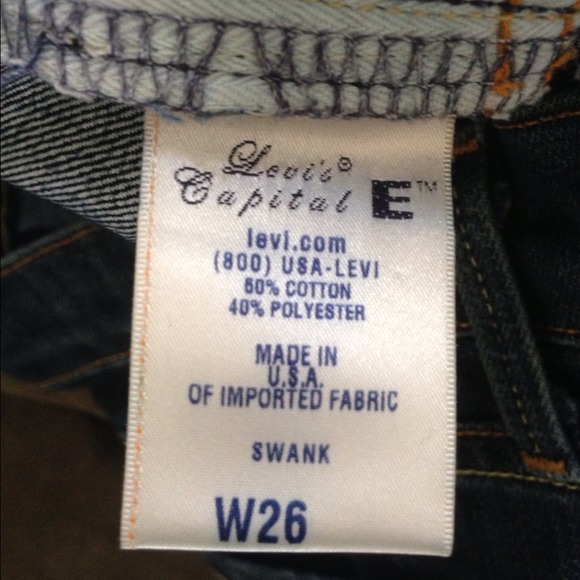 Levi's®
Capital E™
levi.com
(800) USA-LEVI
60% COTTON
40% POLYESTER
MADE IN
U.S.A.
OF IMPORTED FABRIC
SWANK
W26